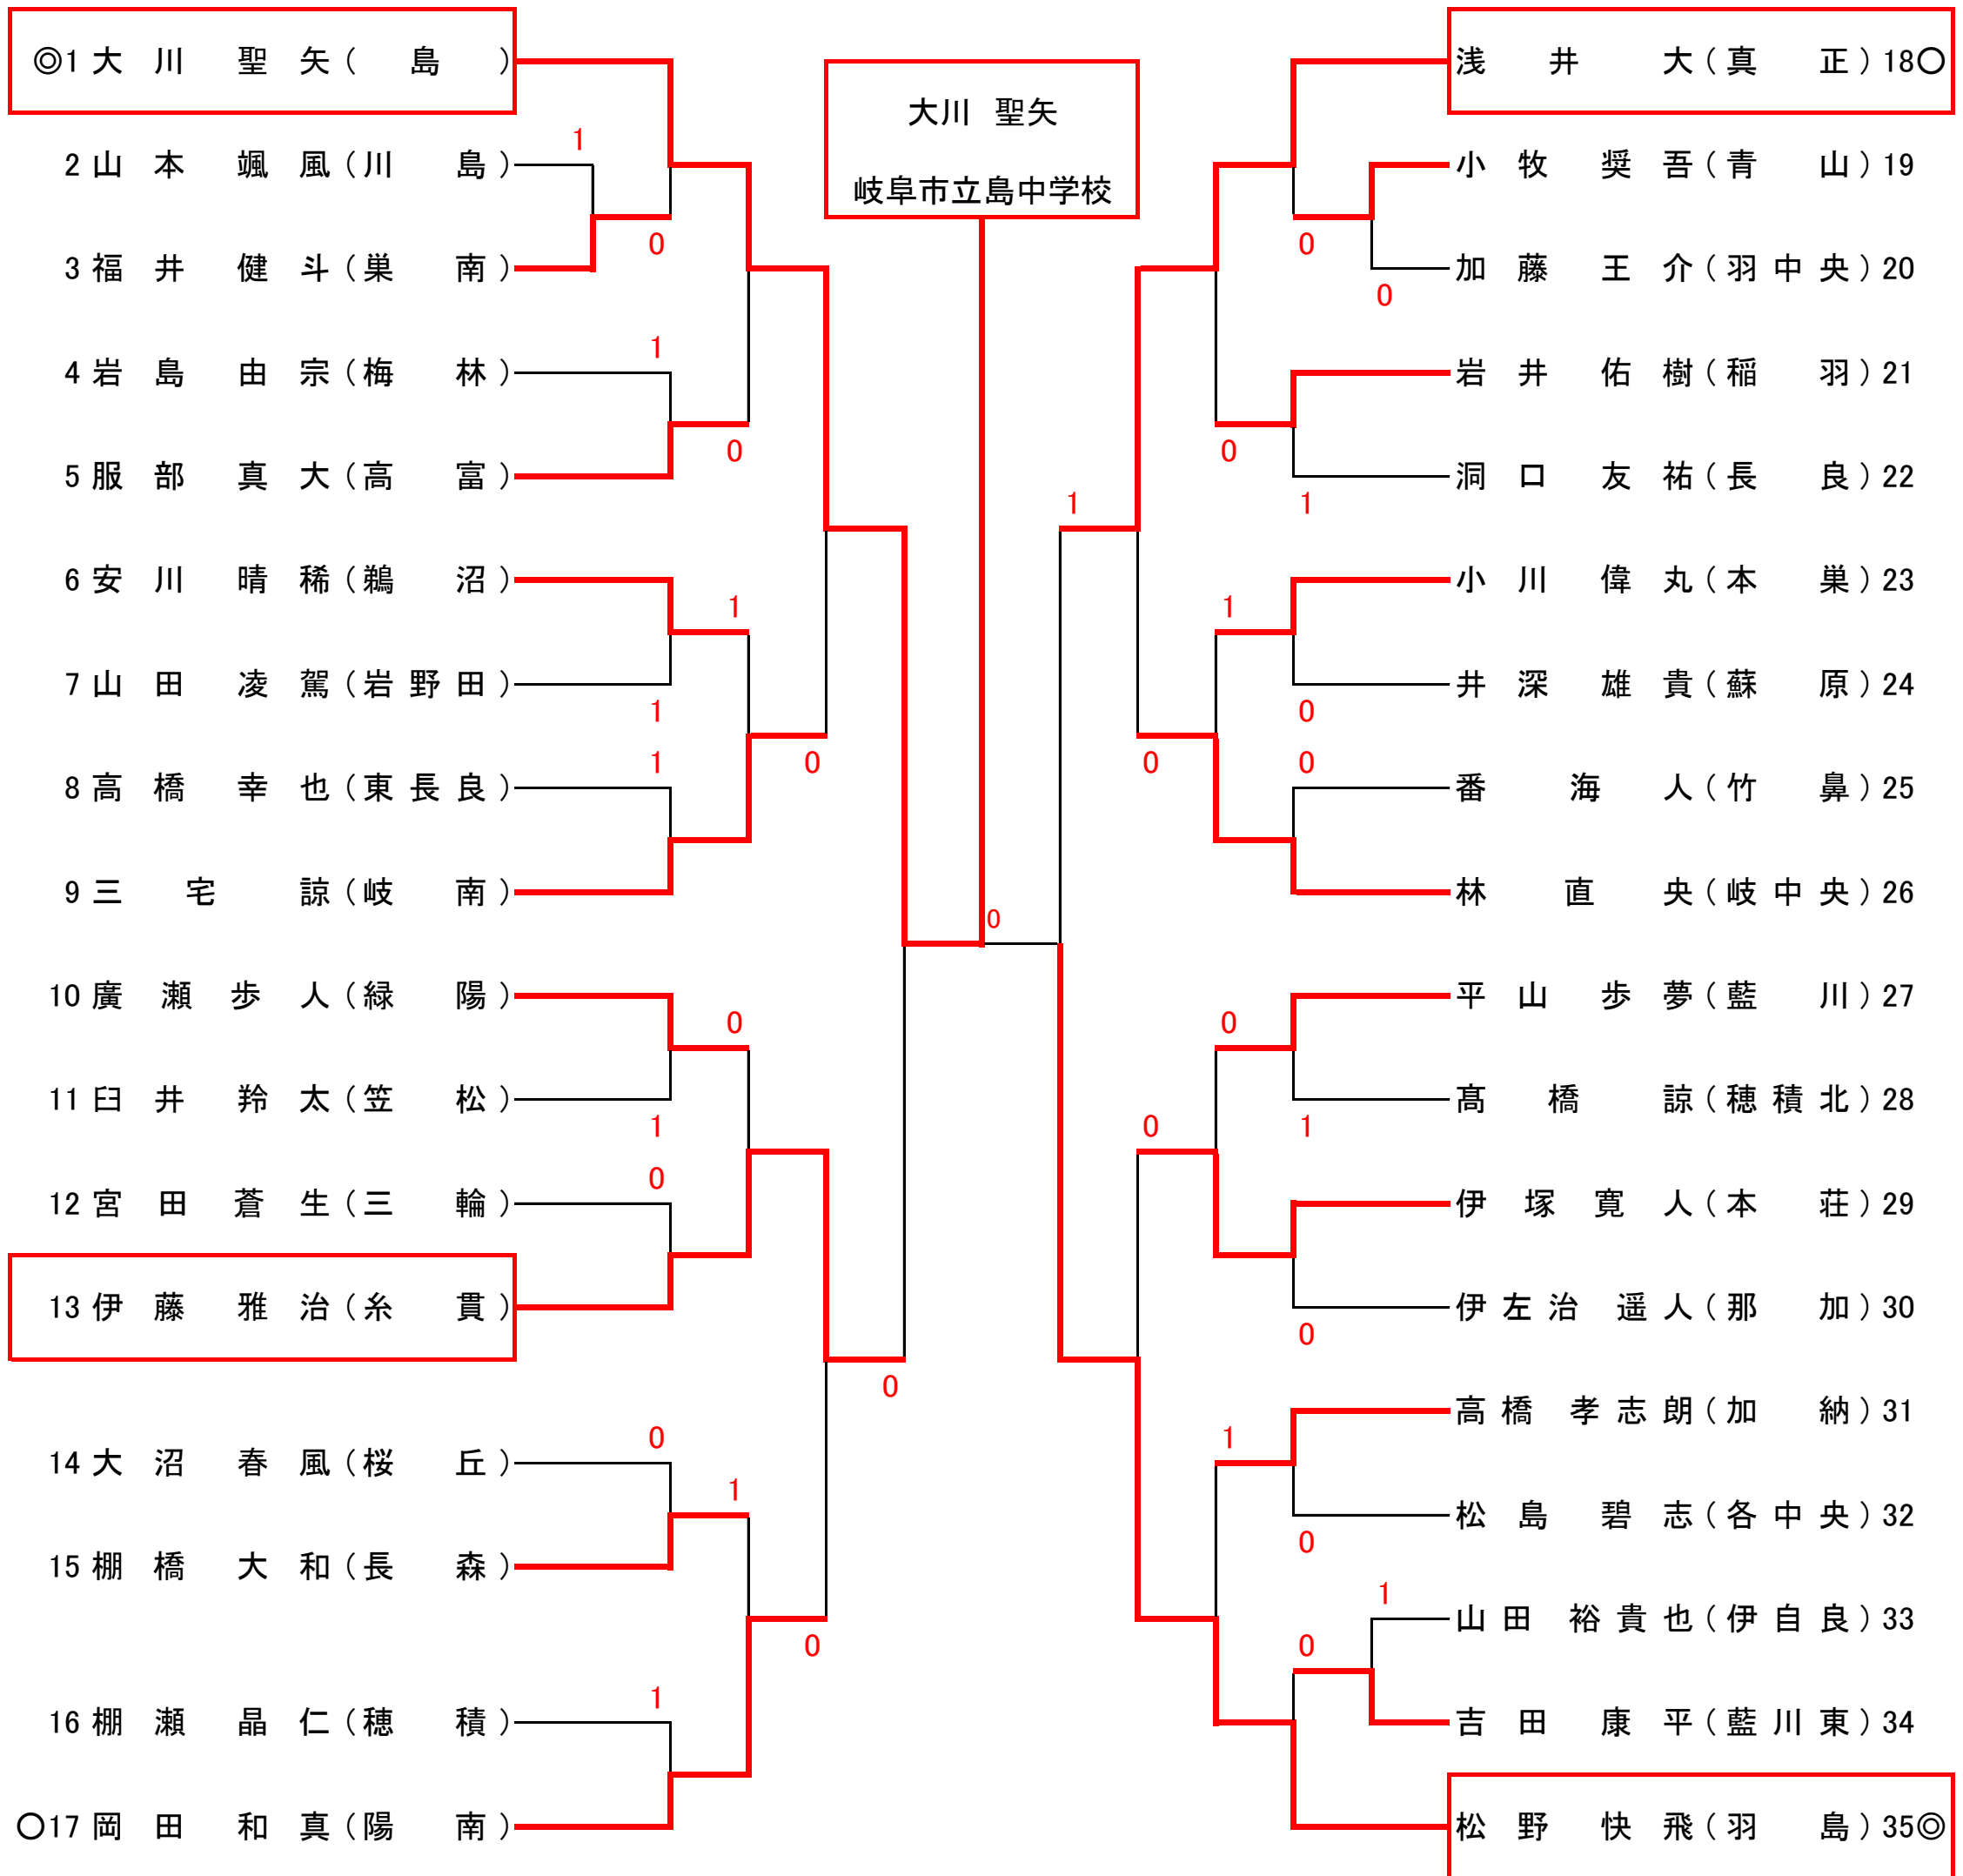 ◎1 大川 聖矢(島)
2 山本 颯風(川島)
3 福井 健斗(巣南)
4 岩島 由宗(梅林)
5 服部 真大(高富)
6 安川 晴稀(鵜沼)
7 山田 凌駕(岩野田)
8 高橋 幸也(東長良)
9 三宅 諒(岐南)
10 廣瀬 歩人(緑陽)
11 臼井 羚太(笠松)
12 宮田 蒼生(三輪)
13 伊藤 雅治(糸貫)
14 大沼 春風(桜丘)
15 棚橋 大和(長森)
16 棚瀬 晶仁(穂積)
○17 岡田 和真(陽南)
1
0
1
0
1
1
1
0
0
1
0
0
0
1
0
1
大川 聖矢
岐阜市立島中学校
0
1
0
0
0
1
1
0
0
0
0
0
1
0
1
0
1
0
浅井 大(真正)18○
小牧 奨吾(青山)19
加藤 王介(羽中央)20
岩井 佑樹(稲羽)21
洞口 友祐(長良)22
小川 偉丸(本巣)23
井深 雄貴(蘇原)24
番 海人(竹鼻)25
林 直央(岐中央)26
平山 歩夢(藍川)27
髙橋 諒(穂積北)28
伊塚 寛人(本荘)29
伊左治 遥人(那加)30
高橋 孝志朗(加納)31
松島 碧志(各中央)32
山田 裕貴也(伊自良)33
吉田 康平(藍川東)34
松野 快飛(羽島)35◎